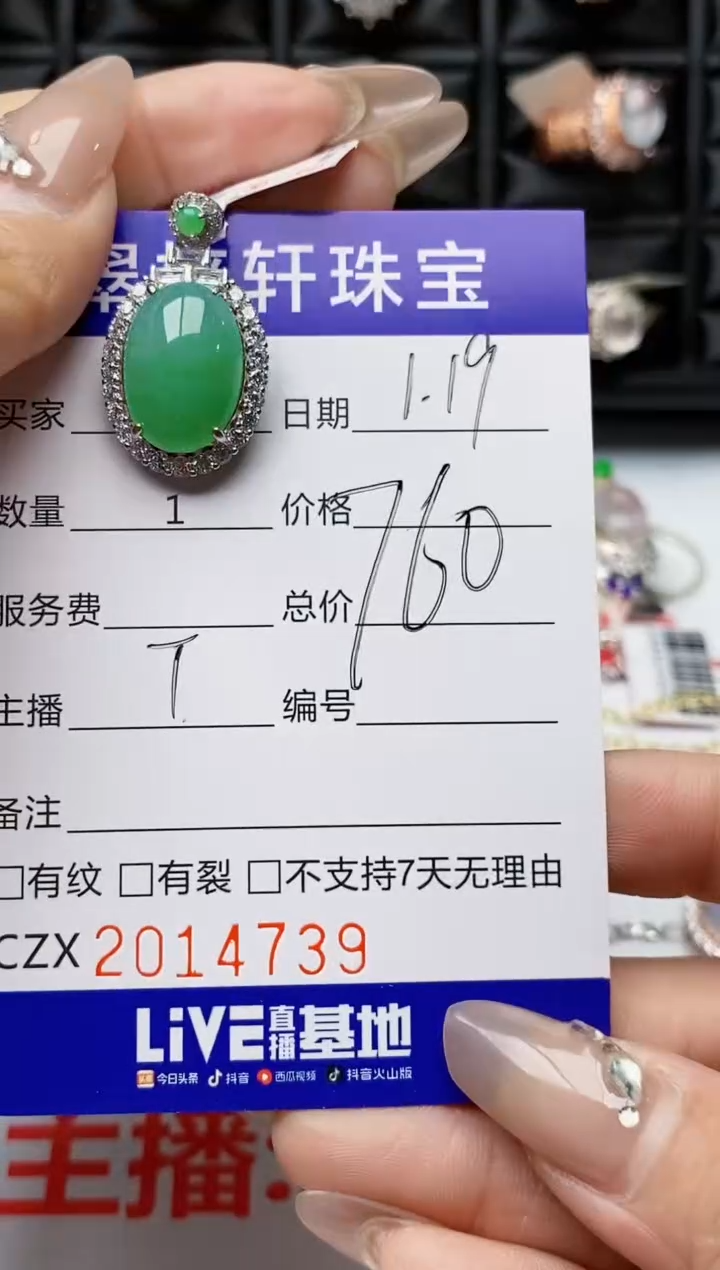 轩珠宝
买家 日期 1.19
数量 1 价格 760
服务费 总价
主播 T 编号
备注
□有纹 □有裂 □不支持7天无理由
CZX 2014739
LiVE直播基地
今日头条 抖音 西瓜视频 抖音火山版
主播: